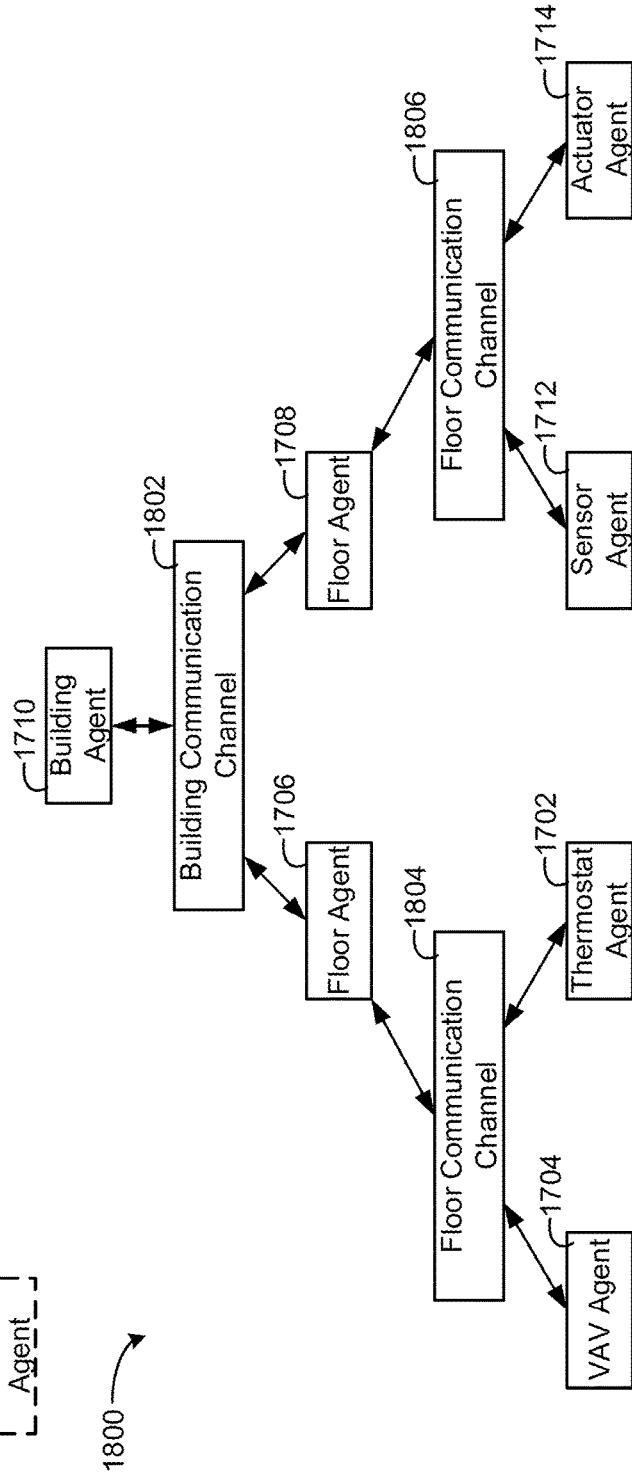 Agent
1800
1710
Building
Agent
1802
Building Communication
Channel
1706
Floor Agent
1708
Floor Agent
1804
Floor Communication
Channel
1806
Floor Communication
Channel
1704
VAV Agent
1702
Thermostat
Agent
1712
Sensor
Agent
1714
Actuator
Agent